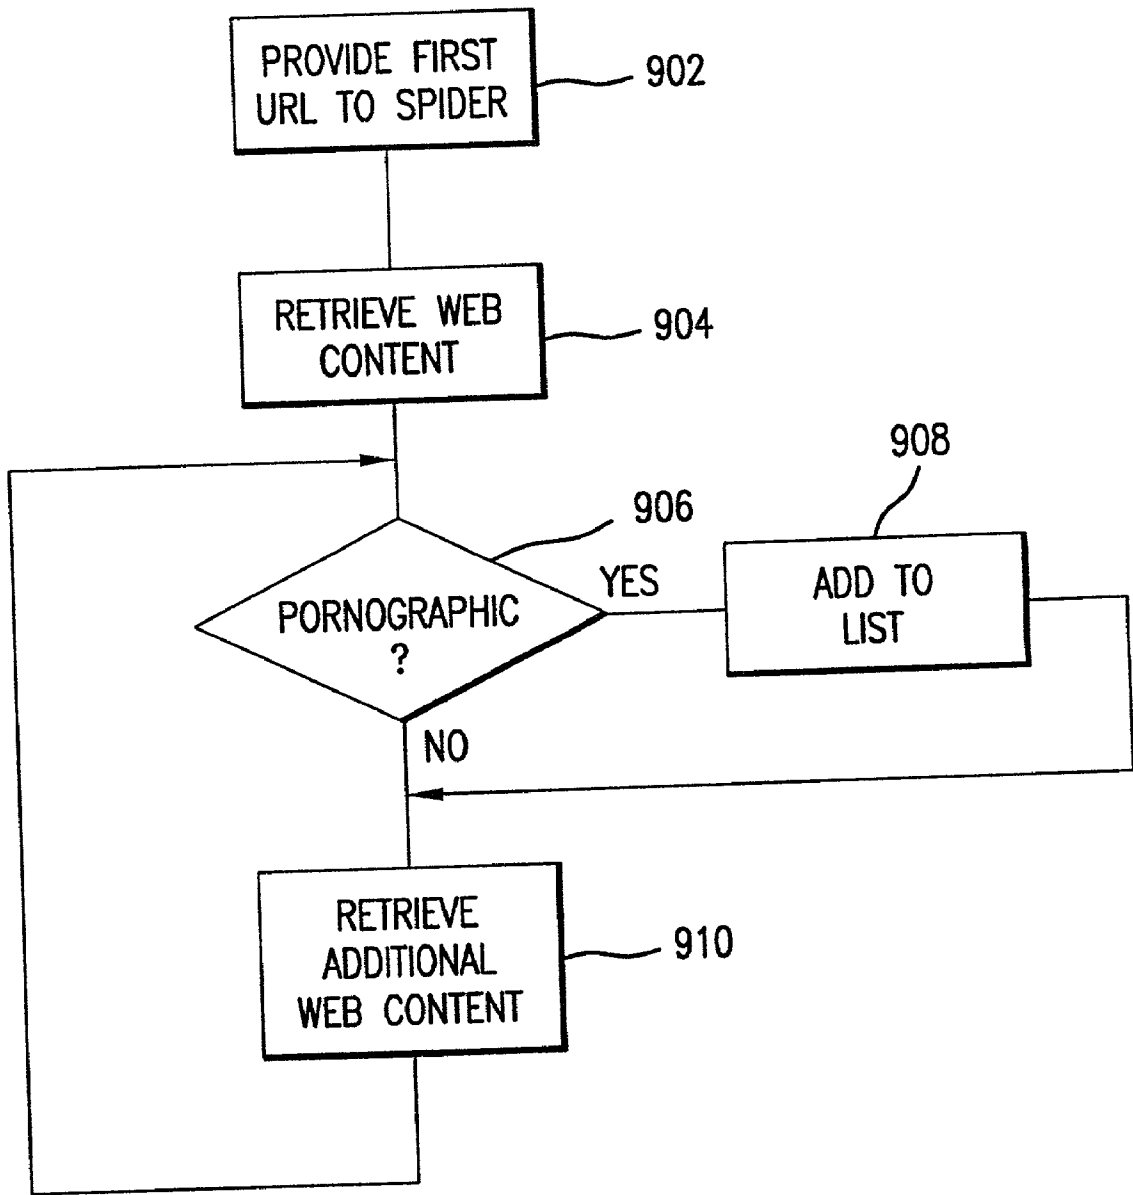 PROVIDE FIRST
URL TO SPIDER
902
RETRIEVE WEB
CONTENT
904
908
906
YES
ADD TO
LIST
PORNOGRAPHIC
?
NO
RETRIEVE
ADDITIONAL
WEB CONTENT
910